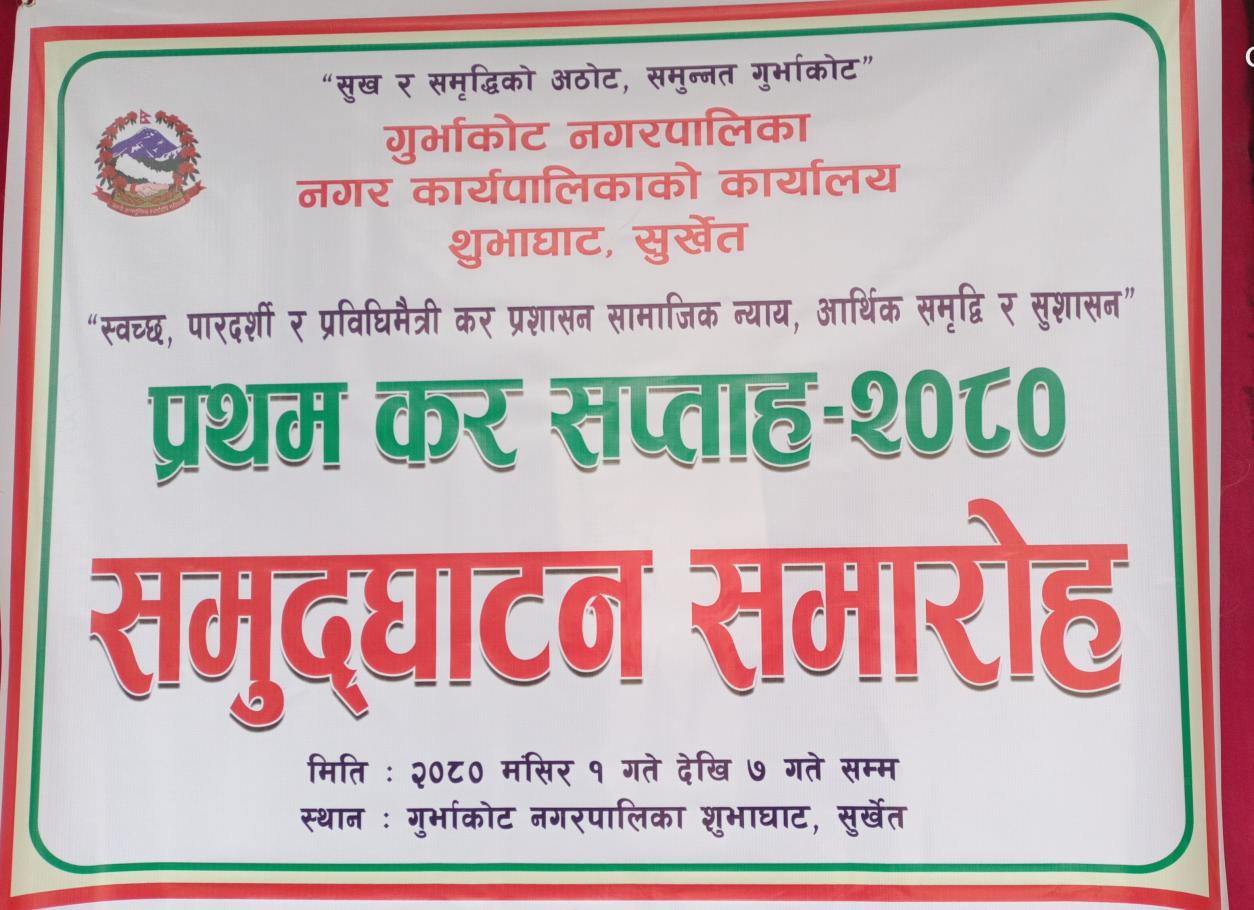 “सुख र समृद्धिको अठोट, समुन्नत गुर्भाकोट”
गुर्भाकोट नगरपालिका
नगर कार्यपालिकाको कार्यालय
शुभाघाट, सुर्खेत
“स्वच्छ, पारदर्शी र प्रविधिमैत्री कर प्रशासन सामाजिक न्याय, आर्थिक समृद्वि र सुशासन”
प्रथम कर सप्ताह-२०८०
समुद्घाटन समारोह
मिति : २०८० मंसिर १ गते देखि ७ गते सम्म
स्थान : गुर्भाकोट नगरपालिका शुभाघाट, सुर्खेत